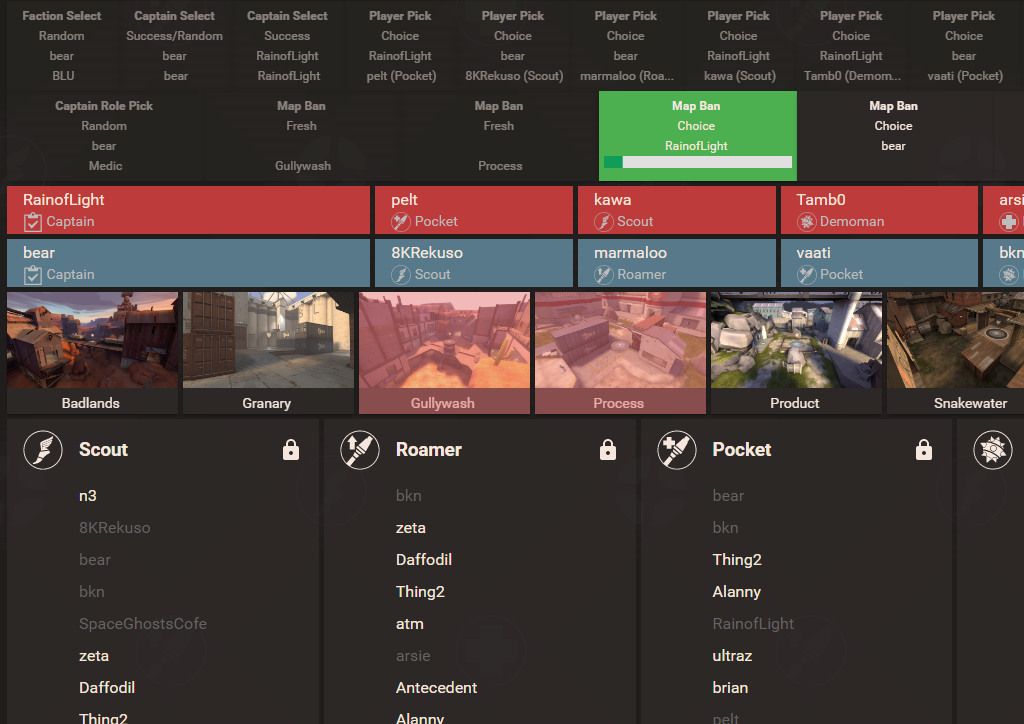 Faction Select
Random
bear
BLU
Captain Select
Success/Random
bear
bear
Captain Select
Success
RainofLight
RainofLight
Player Pick
Choice
RainofLight
pelt (Pocket)
Player Pick
Choice
bear
8KRekuso (Scout)
Player Pick
Choice
bear
marmaloo (Roa...
Player Pick
Choice
RainofLight
kawa (Scout)
Player Pick
Choice
RainofLight
Tamb0 (Demom...
Player Pick
Choice
bear
vaati (Pocket)
Captain Role Pick
Random
bear
Medic
Map Ban
Fresh
Gullywash
Map Ban
Fresh
Process
Map Ban
Choice
RainofLight
Map Ban
Choice
bear
RainofLight
Captain
pelt
Pocket
kawa
Scout
Tamb0
Demoman
arsi
bear
Captain
8KRekuso
Scout
marmaloo
Roamer
vaati
Pocket
bkn
Badlands
Granary
Gullywash
Process
Product
Snakewater
Scout
n3
8KRekuso
bear
bkn
SpaceGhostsCofe
zeta
Daffodil
Thing2
Roamer
bkn
zeta
Daffodil
Thing2
atm
arsie
Antecedent
Alanny
Pocket
bear
bkn
Thing2
Alanny
RainofLight
ultraz
brian
pelt